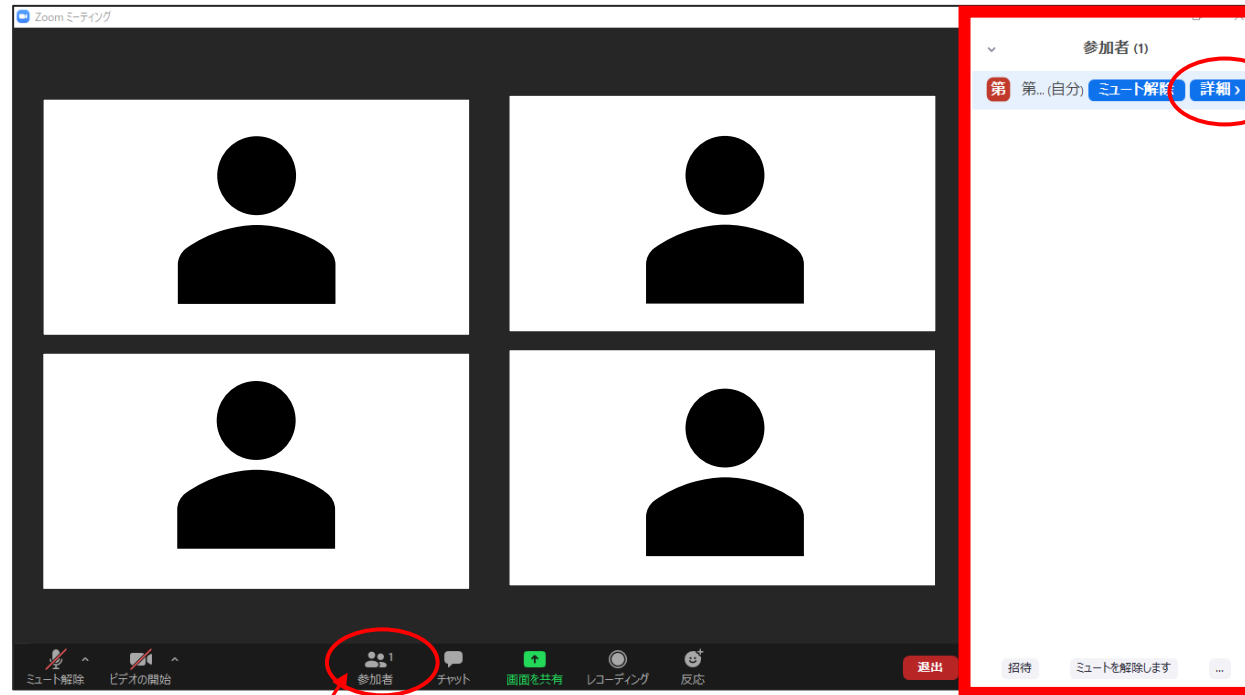 Zoom ミーティング
参加者 (1)
第 第... (自分) ミュート解除 詳細 ›
ミュート解除 ビデオの開始 参加者 1 チャット 画面を共有 レコーディング 反応 退出
招待 ミュートを解除します ...